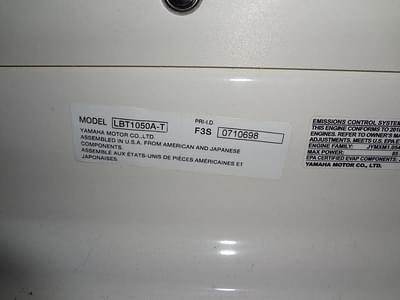 MODEL LBT1050A-T
PRI-I.D
F3S 0710698
YAMAHA MOTOR CO.,LTD.
ASSEMBLED IN U.S.A. FROM AMERICAN AND JAPANESE
COMPONENTS.
ASSEMBLÉ AUX ÉTATS-UNIS DE PIÈCES AMÉRICAINES ET
JAPONAISES.
EMISSIONS CONTROL SYSTEM
THIS ENGINE CONFORMS TO
ENGINES. REFER TO OWNER'S
ADJUSTMENTS, MEETS U.S. EPA
ENGINE FAMILY:
MAX POWER:
EPA CERTIFIED EVAP COMPONENTS:
YAMAHA MOTOR CO., LTD.